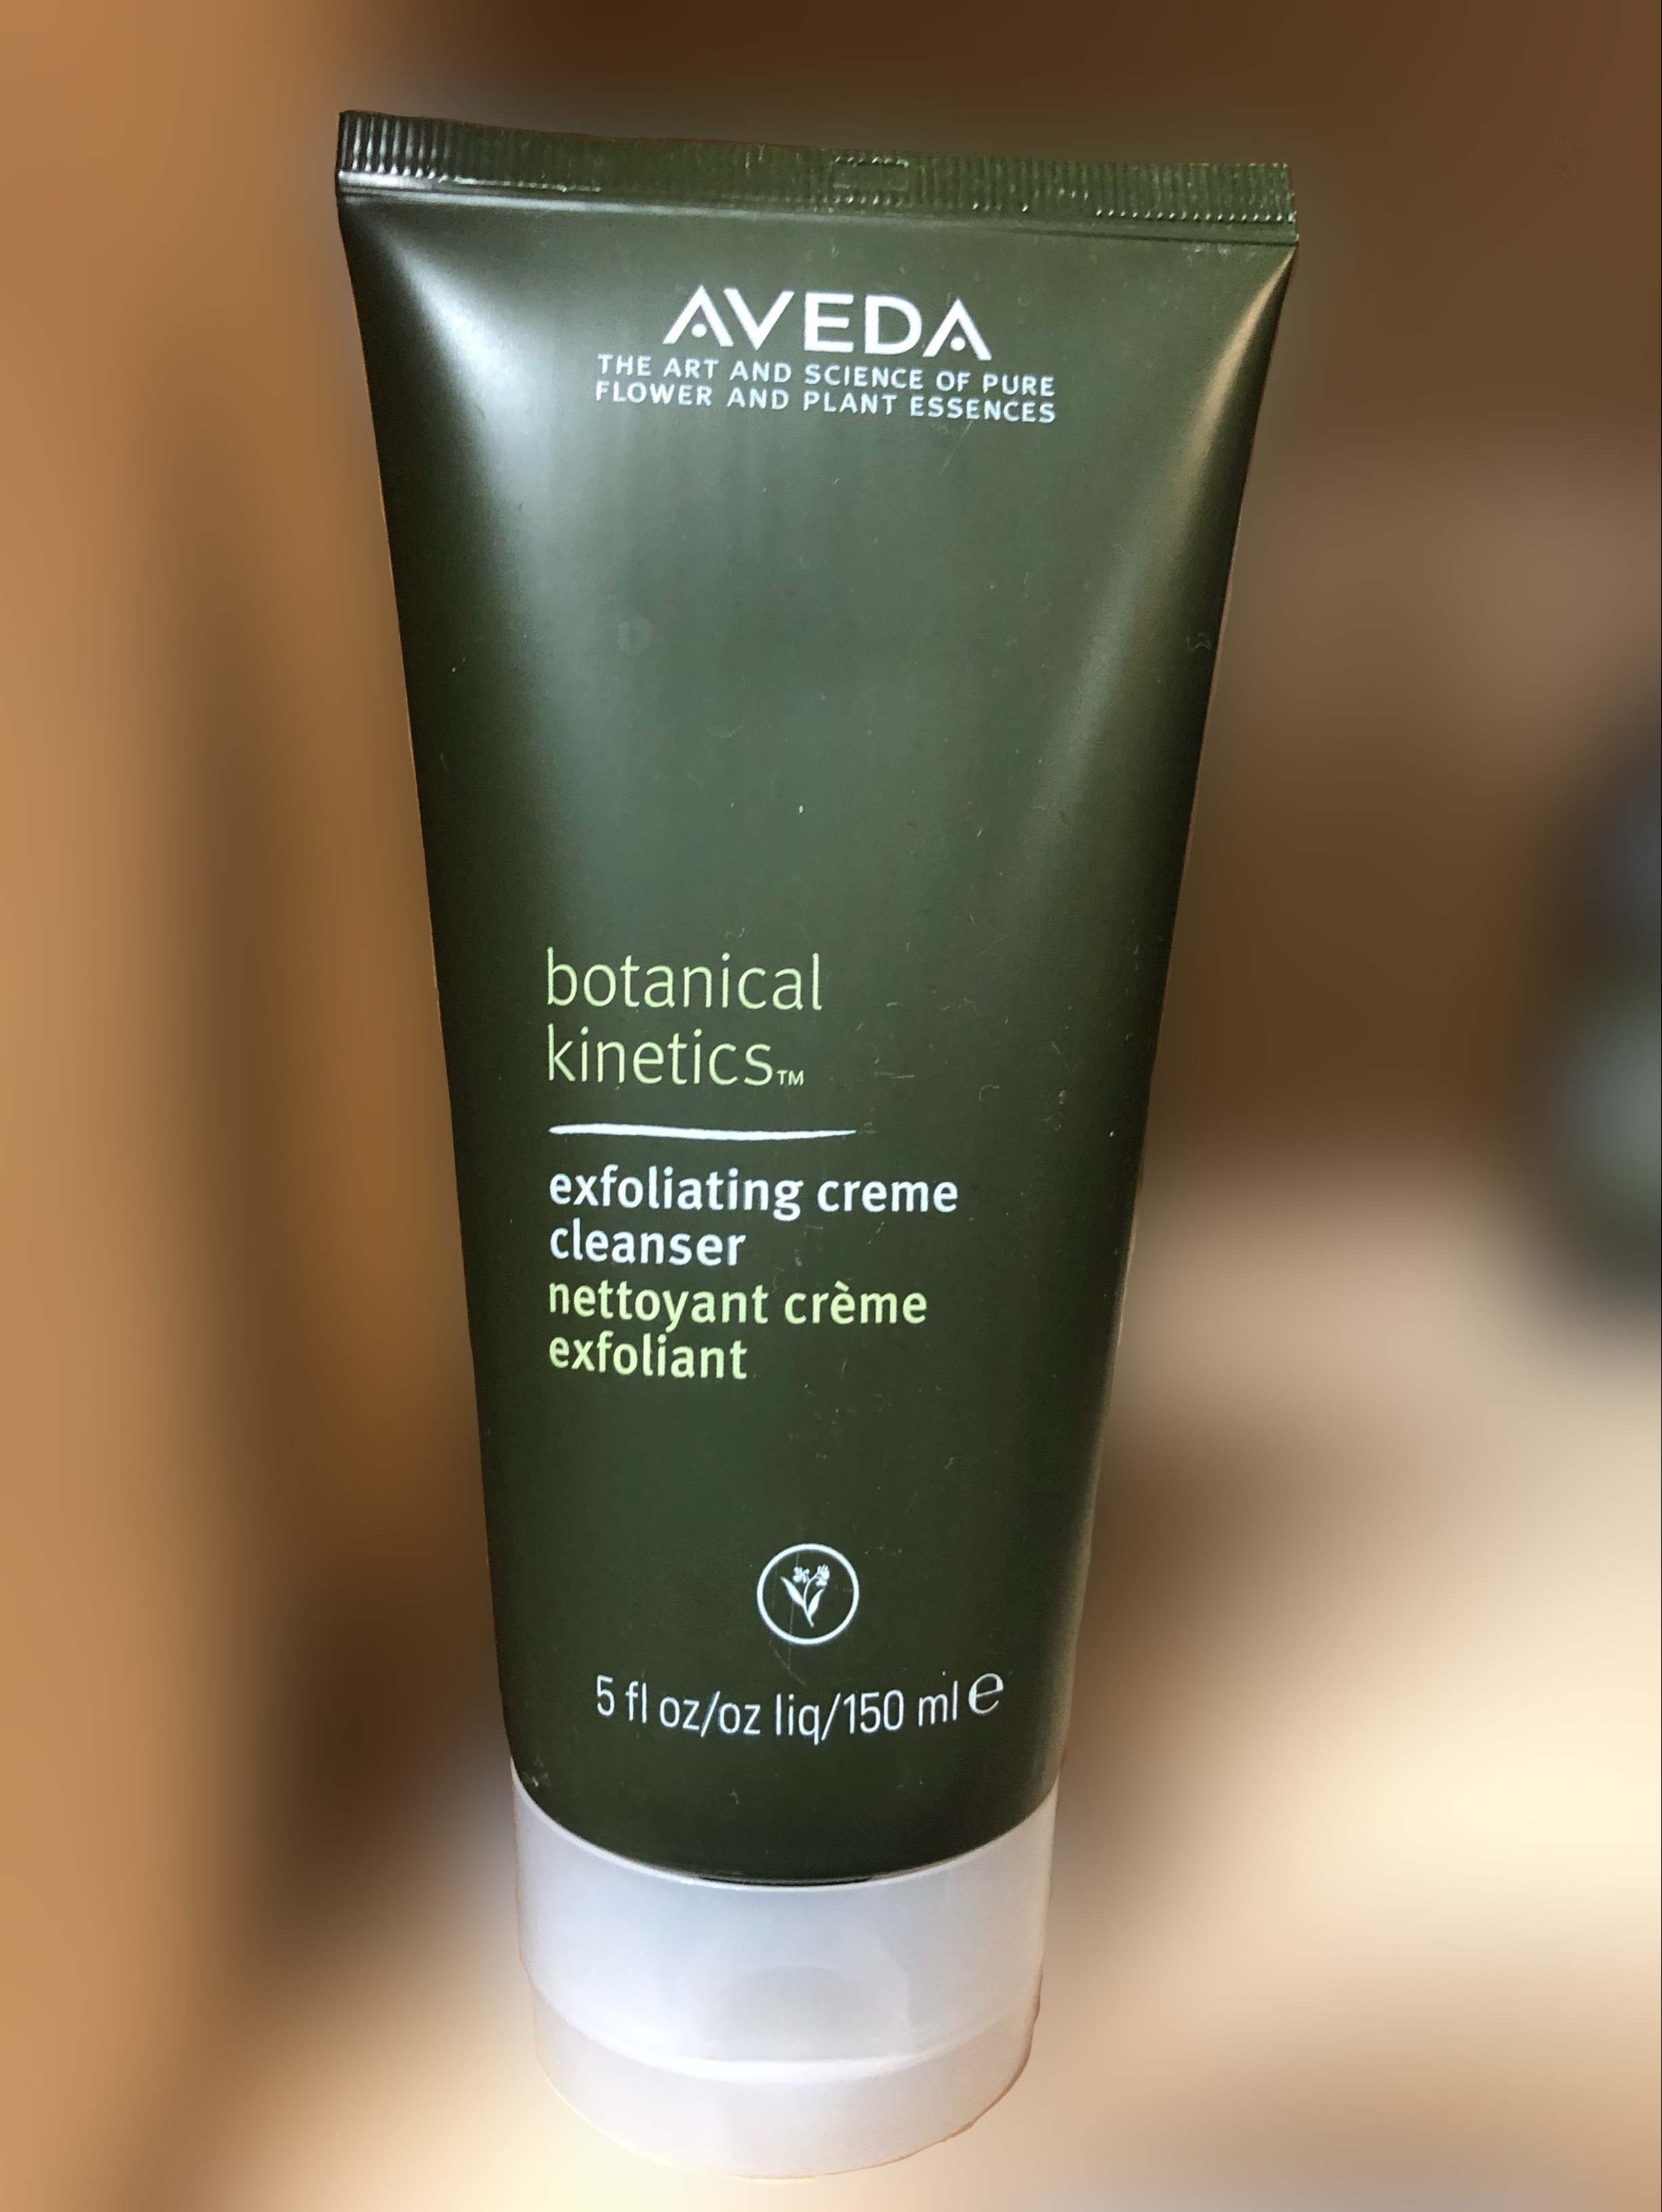 AVEDA
THE ART AND SCIENCE OF PURE
FLOWER AND PLANT ESSENCES
botanical
kinetics™
exfoliating creme
cleanser
nettoyant crème
exfoliant
5 fl oz/oz liq/150 ml ℮